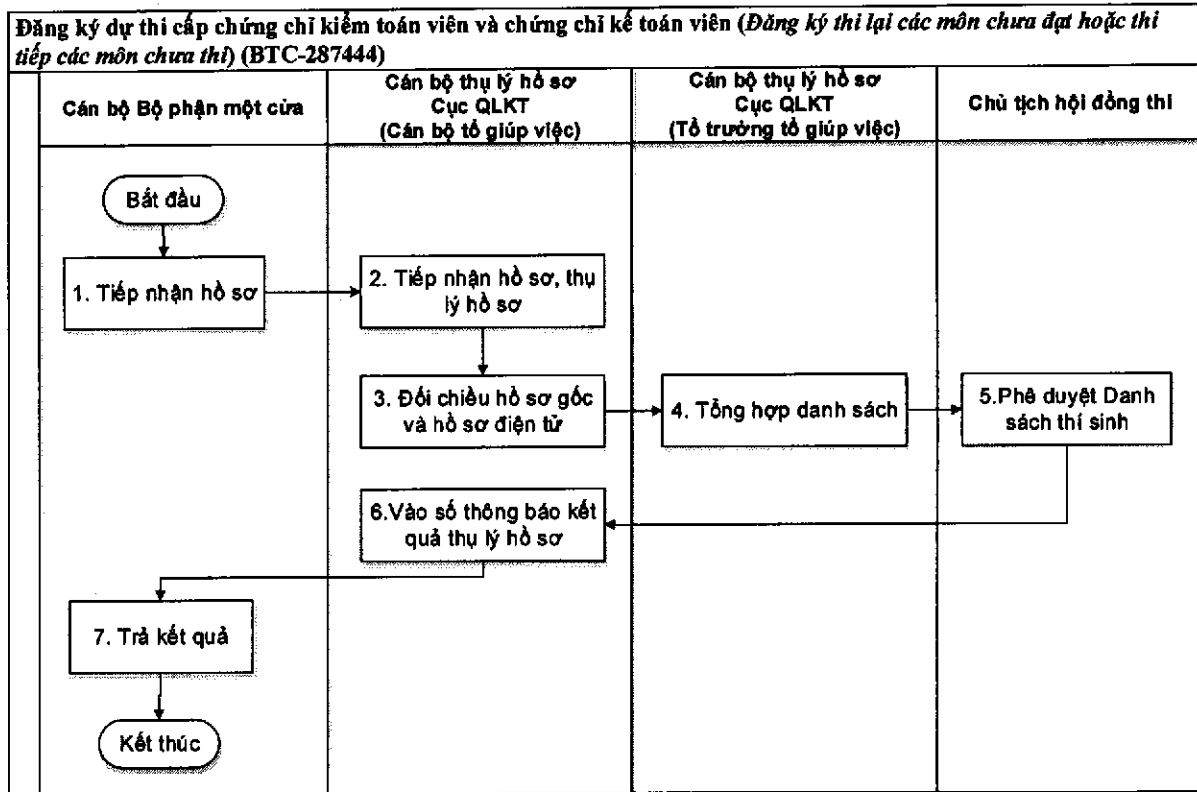 Đăng ký dự thi cấp chứng chỉ kiểm toán viên và chứng chỉ kế toán viên (Đăng ký thi lại các môn chưa đạt hoặc thi
tiếp các môn chưa thi) (BTC-287444)
Cán bộ Bộ phận một cửa
Cán bộ thụ lý hồ sơ
Cục QLKT
(Cán bộ tổ giúp việc)
Cán bộ thụ lý hồ sơ
Cục QLKT
(Tổ trưởng tổ giúp việc)
Chủ tịch hội đồng thi
Bắt đầu
1. Tiếp nhận hồ sơ
2. Tiếp nhận hồ sơ, thụ
lý hồ sơ
3. Đối chiếu hồ sơ gốc
và hồ sơ điện tử
4. Tổng hợp danh sách
5.Phê duyệt Danh
sách thí sinh
6.Vào số thông báo kết
quả thụ lý hồ sơ
7. Trả kết quả
Kết thúc